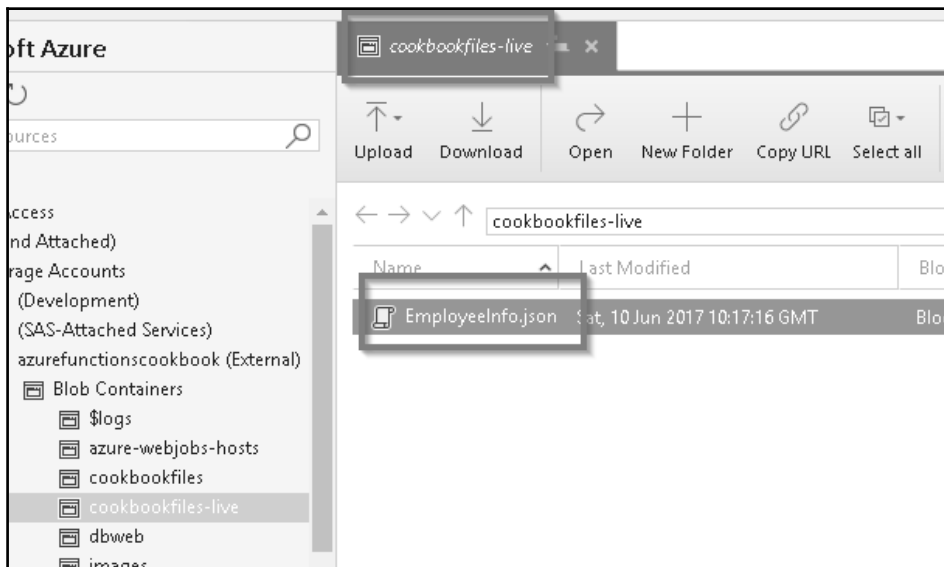 oft Azure
cookbookfiles-live
ources
Upload Download Open New Folder Copy URL Select all
Access
nd Attached)
rage Accounts
(Development)
(SAS-Attached Services)
azurefunctionscookbook (External)
Blob Containers
$logs
azure-webjobs-hosts
cookbookfiles
cookbookfiles-live
dbweb
images
cookbookfiles-live
Name Last Modified Blo
EmployeeInfo.json Sat, 10 Jun 2017 10:17:16 GMT Blo